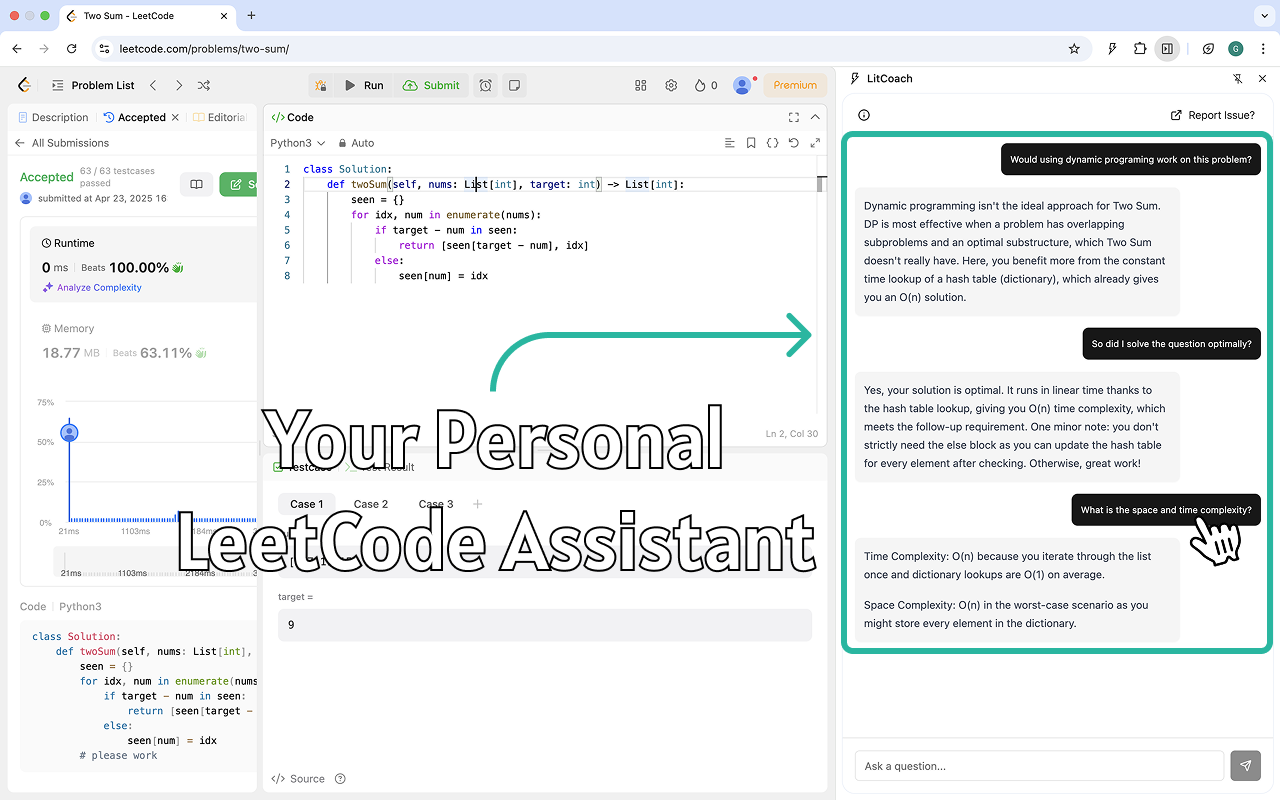 Two Sum - LeetCode
leetcode.com/problems/two-sum/
G
Problem List
Run
Submit
0
Premium
Description
Accepted
Editoria
All Submissions
Accepted
63 / 63 testcases
passed
submitted at Apr 23, 2025 16
Runtime
0 ms
Beats 100.00%
Analyze Complexity
Memory
18.77 MB
Beats 63.11%
75%
50%
25%
0%
21ms
1103ms
2184ms
21ms
1103ms
2184ms
Code
Python3
class Solution:
def twoSum(self, nums: List[int],
seen = {}
for idx, num in enumerate(nums
if target - num in seen:
return [seen[target -
else:
seen[num] = idx
# please work
</> Code
Python3
Auto
1 class Solution:
2 def twoSum(self, nums: List[int], target: int) -> List[int]:
3 seen = {}
4 for idx, num in enumerate(nums):
5 if target - num in seen:
6 return [seen[target - num], idx]
7 else:
8 seen[num] = idx
Ln 2, Col 30
Your Personal
LeetCode Assistant
Testcase
Test Result
Case 1
Case 2
Case 3
target =
9
</> Source
LitCoach
Report Issue?
Would using dynamic programing work on this problem?
Dynamic programming isn't the ideal approach for Two Sum.
DP is most effective when a problem has overlapping
subproblems and an optimal substructure, which Two Sum
doesn't really have. Here, you benefit more from the constant
time lookup of a hash table (dictionary), which already gives
you an O(n) solution.
So did I solve the question optimally?
Yes, your solution is optimal. It runs in linear time thanks to
the hash table lookup, giving you O(n) time complexity, which
meets the follow-up requirement. One minor note: you don't
strictly need the else block as you can update the hash table
for every element after checking. Otherwise, great work!
What is the space and time complexity?
Time Complexity: O(n) because you iterate through the list
once and dictionary lookups are O(1) on average.
Space Complexity: O(n) in the worst-case scenario as you
might store every element in the dictionary.
Ask a question...